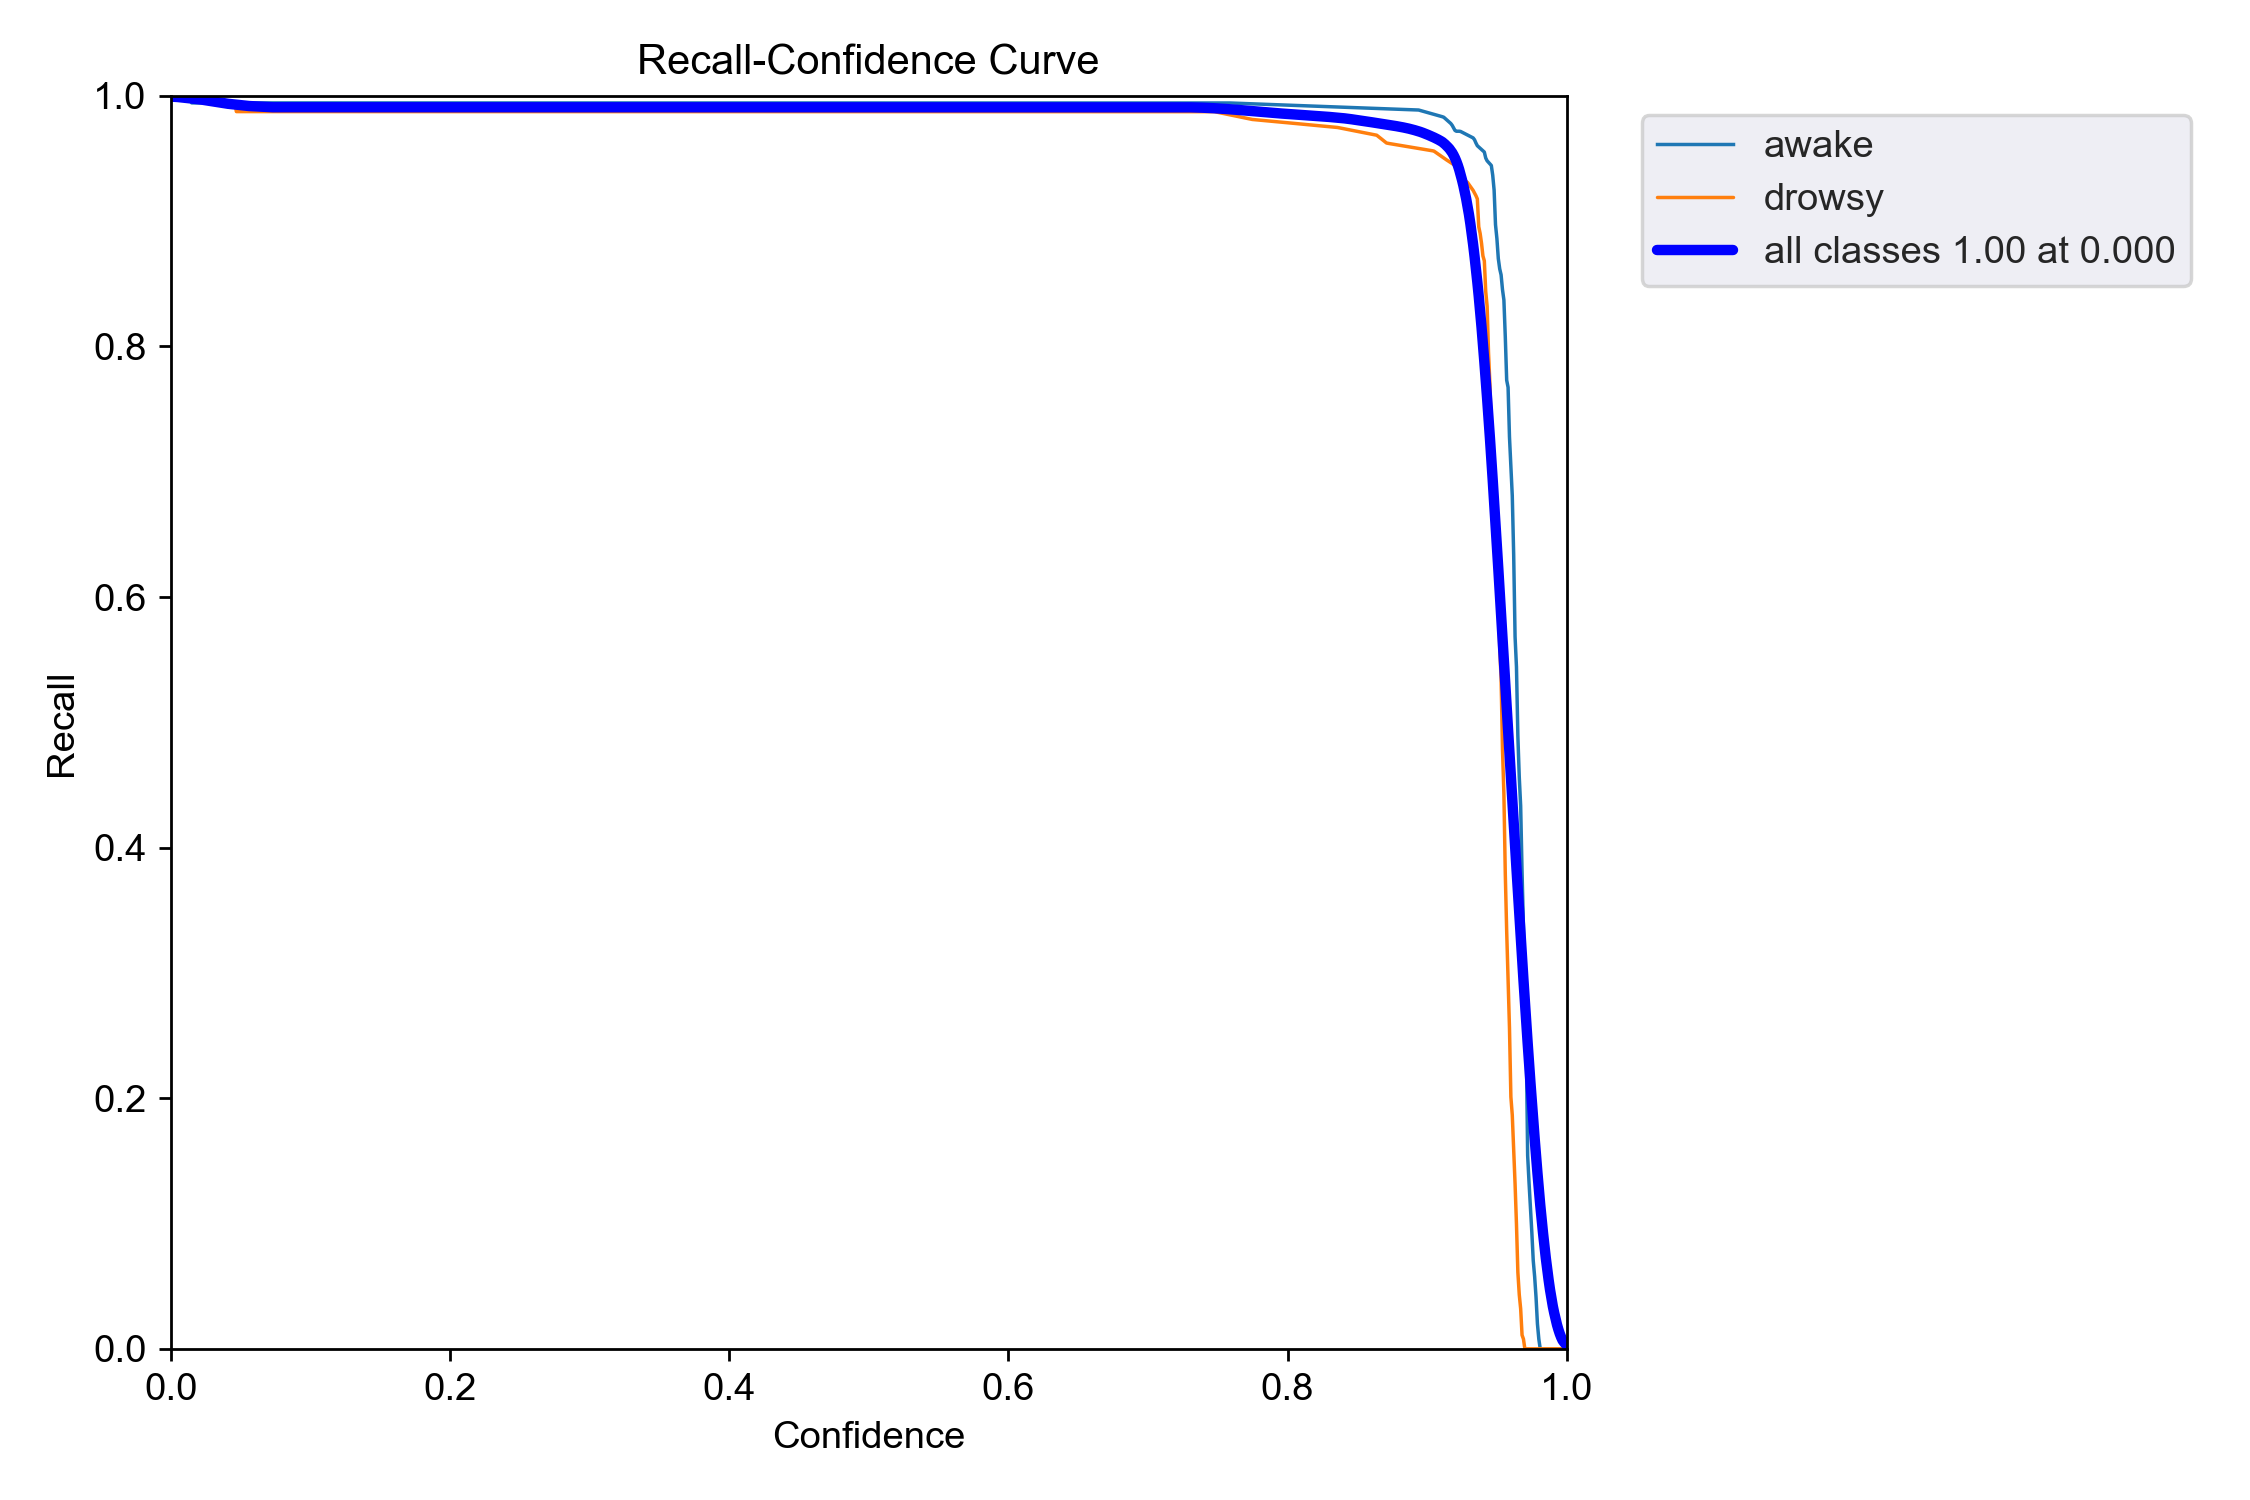 Recall-Confidence Curve
1.0
0.8
0.6
0.4
0.2
0.0
Recall
0.0 0.2 0.4 0.6 0.8 1.0
Confidence
awake
drowsy
all classes 1.00 at 0.000